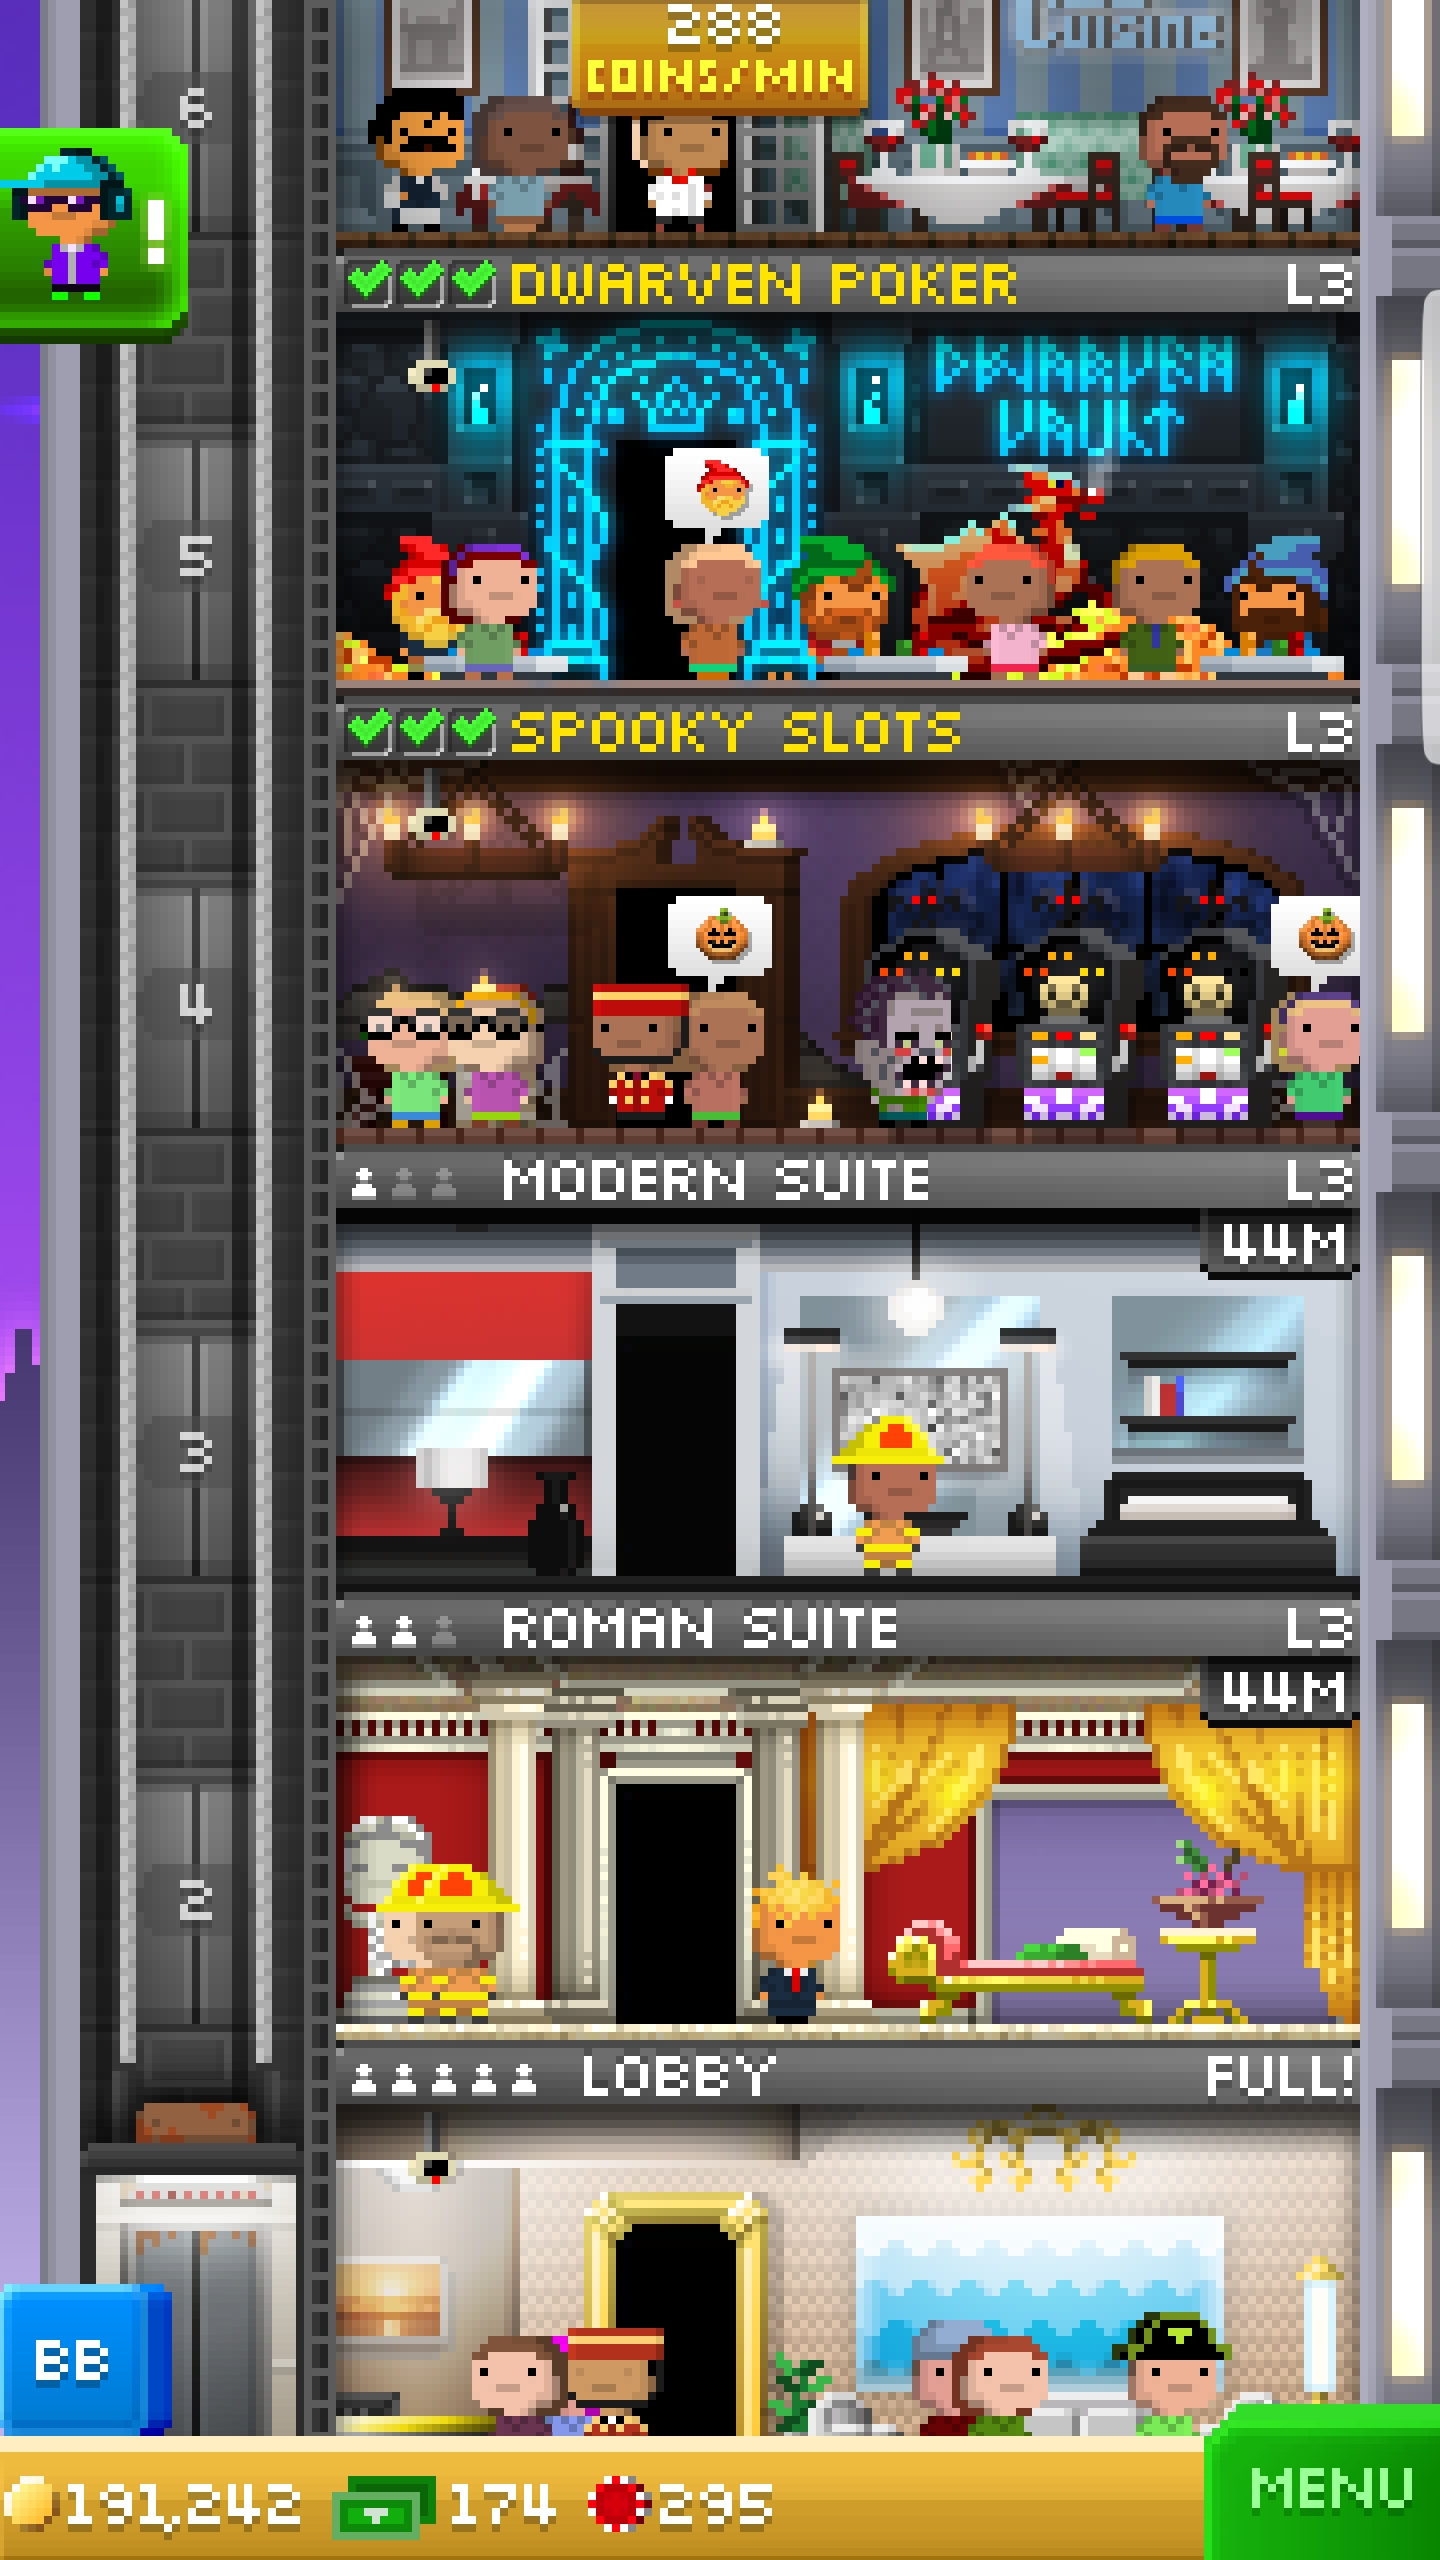 288
COINS/MIN
Cuisine
6
!
DWARVEN POKER L3
DWARVEN
VAULT
5
SPOOKY SLOTS L3
4
MODERN SUITE L3
44M
3
ROMAN SUITE L3
44M
2
LOBBY FULL!
BB
191,242 174 295
MENU